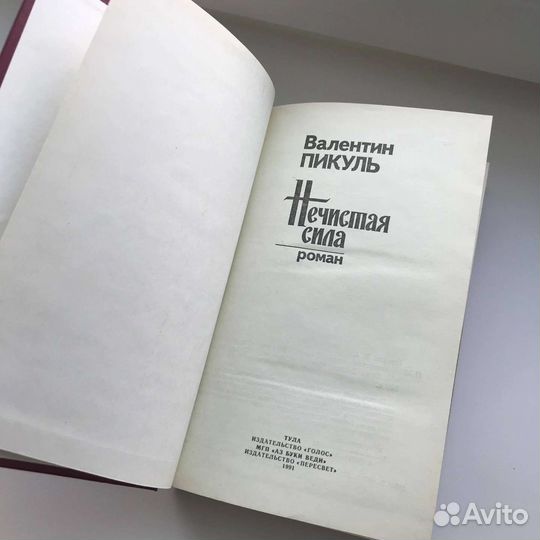 Валентин
ПИКУЛЬ
Нечистая
сила
роман
ТУЛА
ИЗДАТЕЛЬСТВО «ГОЛОС»
МГП «АЗ БУКИ ВЕДИ»
ИЗДАТЕЛЬСТВО «ПЕРЕСВЕТ»
1991
Avito